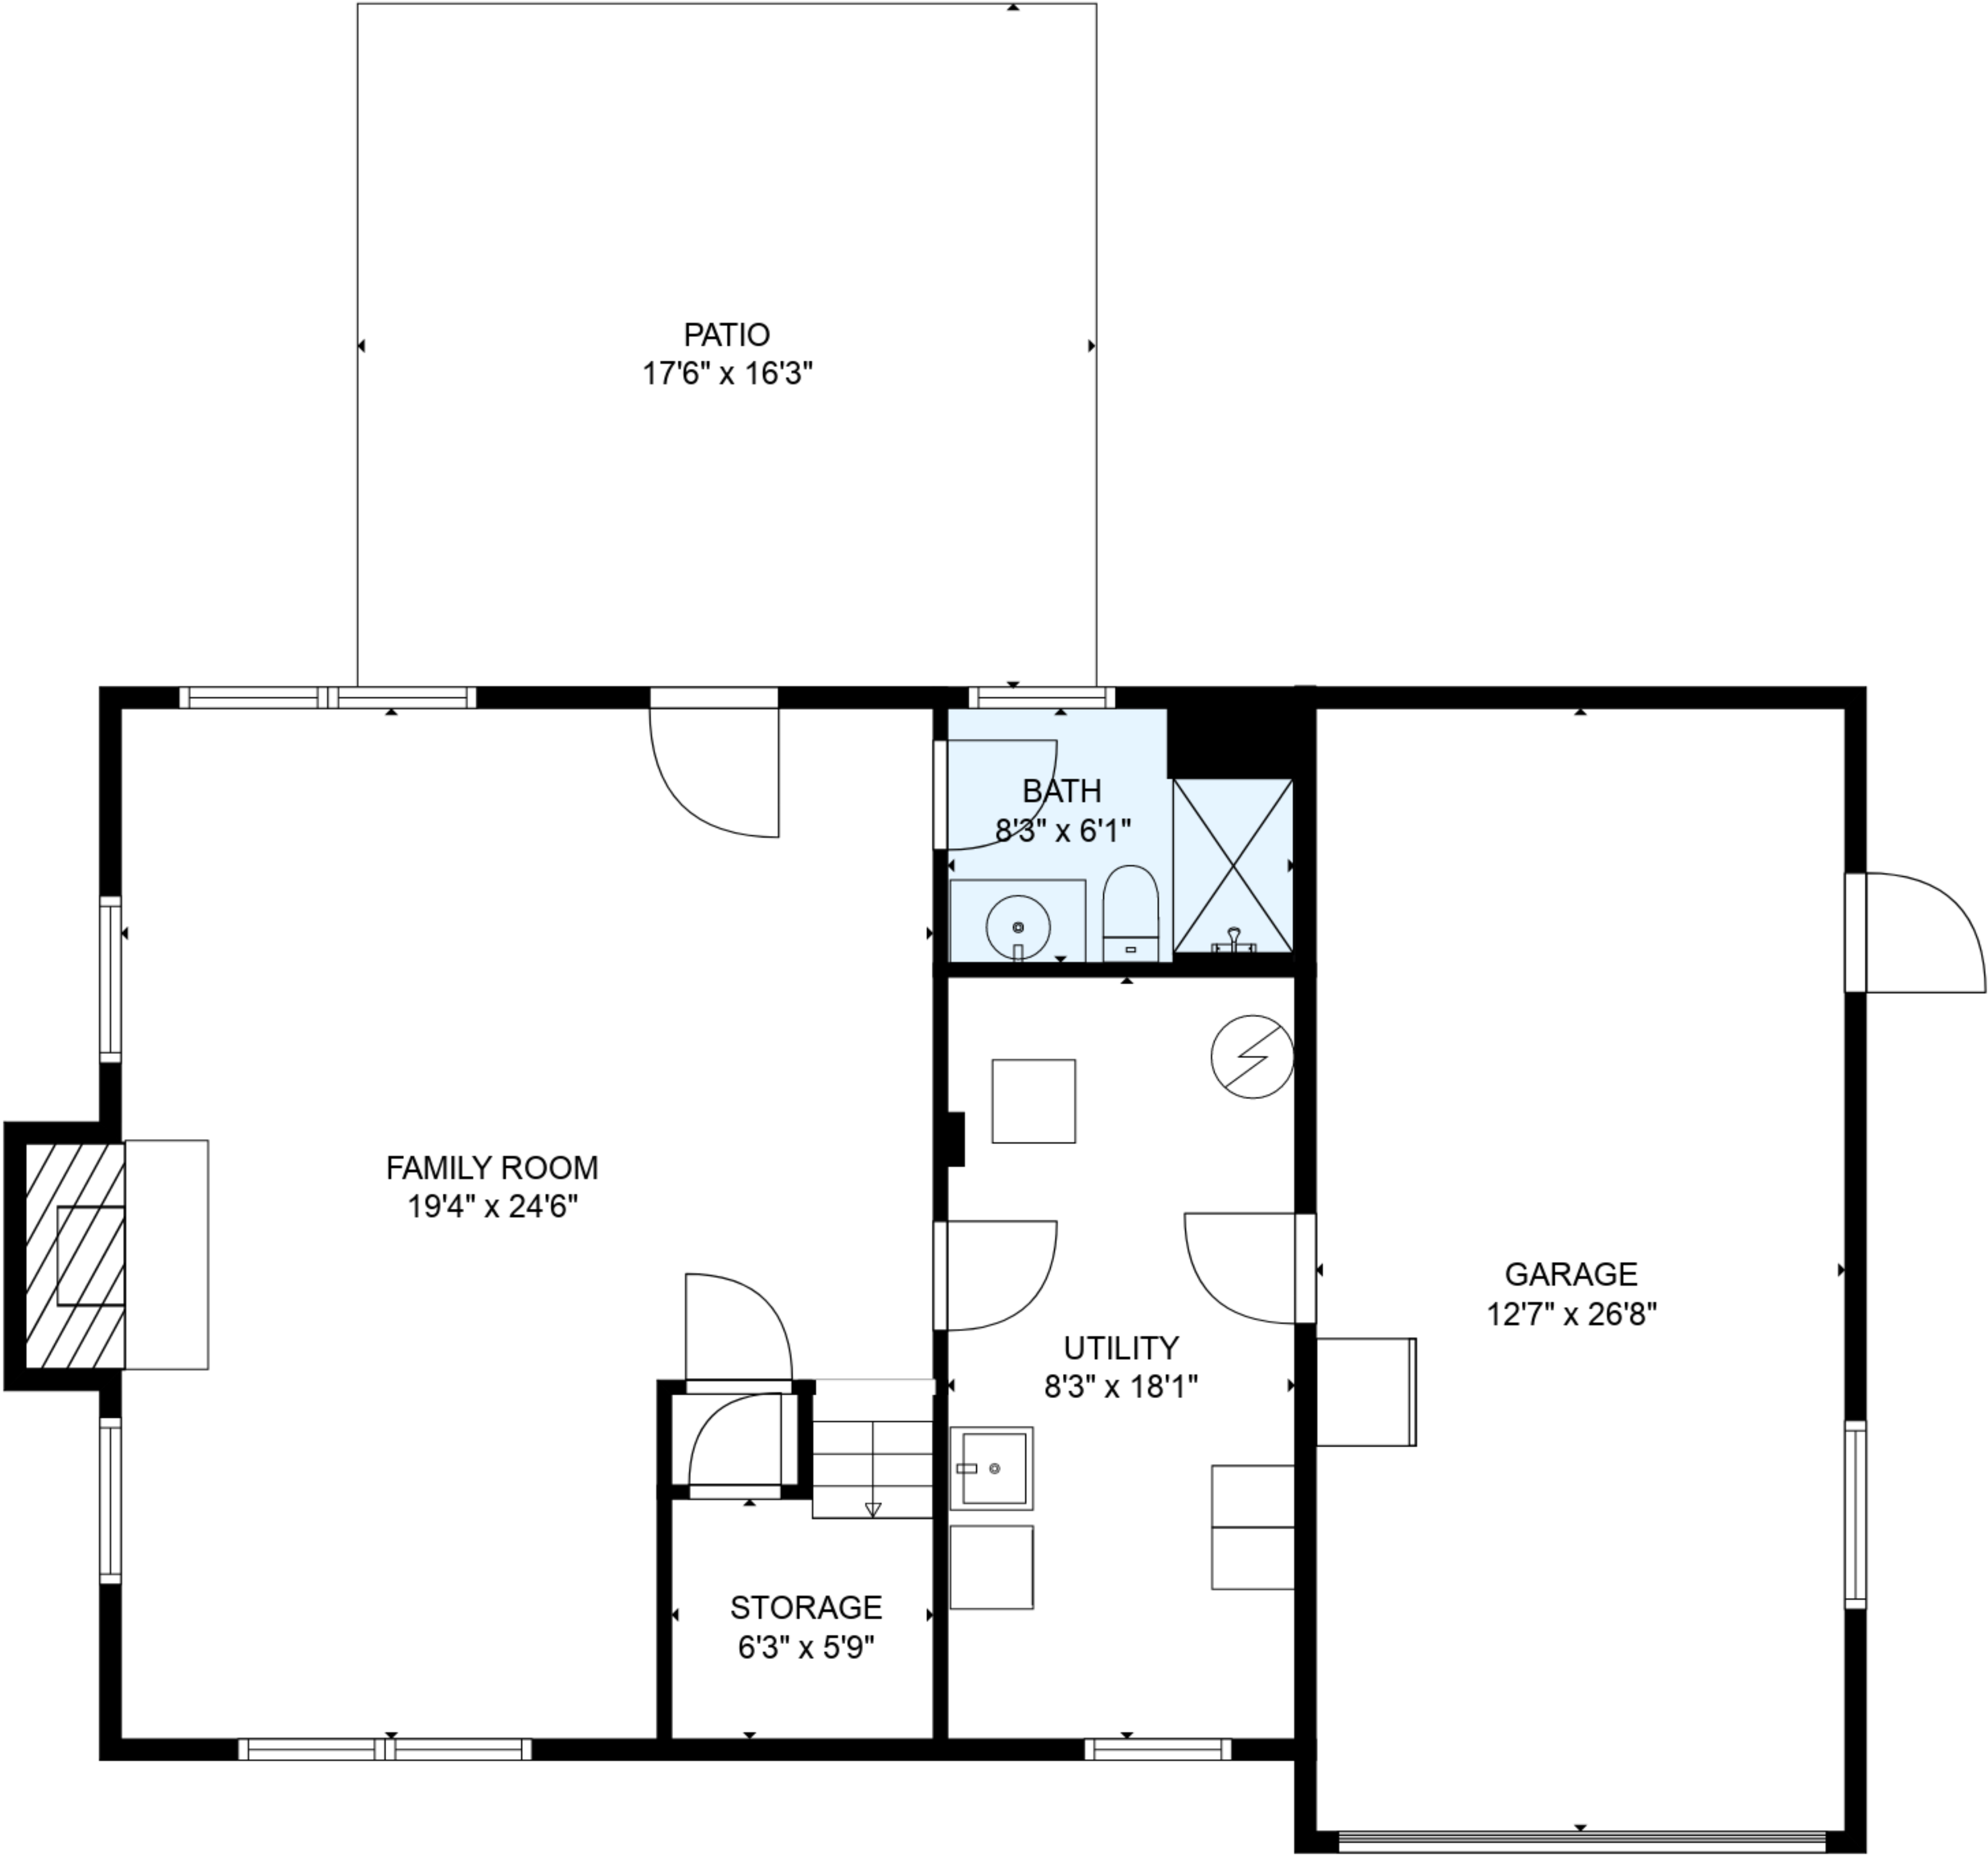 PATIO
17'6" x 16'3"
BATH
8'3" x 6'1"
FAMILY ROOM
19'4" x 24'6"
GARAGE
12'7" x 26'8"
UTILITY
8'3" x 18'1"
STORAGE
6'3" x 5'9"